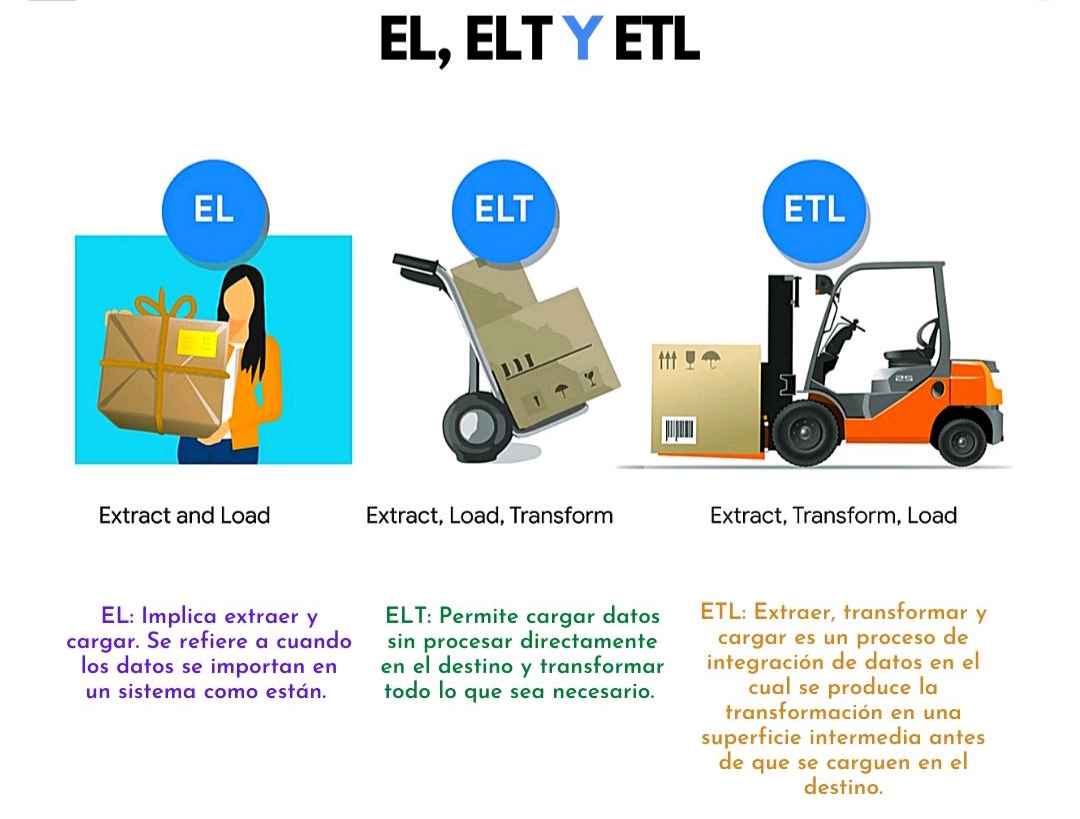 EL, ELT Y ETL
EL
ELT
ETL
25
Extract and Load
Extract, Load, Transform
Extract, Transform, Load
EL: Implica extraer y
cargar. Se refiere a cuando
los datos se importan en
un sistema como están.
ELT: Permite cargar datos
sin procesar directamente
en el destino y transformar
todo lo que sea necesario.
ETL: Extraer, transformar y
cargar es un proceso de
integración de datos en el
cual se produce la
transformación en una
superficie intermedia antes
de que se carguen en el
destino.